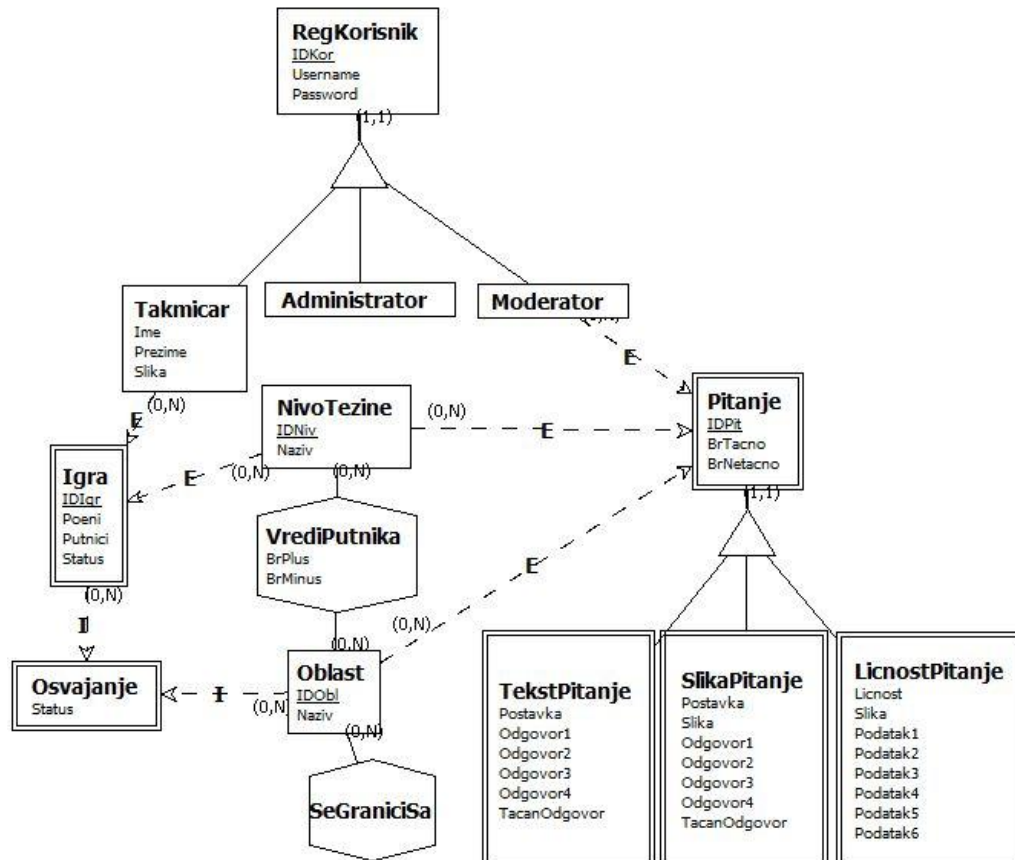 RegKorisnik
IDKor
Username
Password
(1,1)
Administrator
Moderator
Takmicar
Ime
Prezime
Slika
(0,N)
E
E
NivoTezine
IDNiv
Naziv
(0,N)
E
Pitanje
IDPit
BrTacno
BrNetacno
(1,1)
E
(0,N)
(0,N)
Igra
IDIgr
Poeni
Putnici
Status
(0,N)
VrediPutnika
BrPlus
BrMinus
E
(0,N)
(0,N)
I
Osvajanje
Status
I
(0,N)
Oblast
IDObl
Naziv
(0,N)
SeGraniciSa
TekstPitanje
Postavka
Odgovor1
Odgovor2
Odgovor3
Odgovor4
TacanOdgovor
SlikaPitanje
Postavka
Slika
Odgovor1
Odgovor2
Odgovor3
Odgovor4
TacanOdgovor
LicnostPitanje
Licnost
Slika
Podatak1
Podatak2
Podatak3
Podatak4
Podatak5
Podatak6